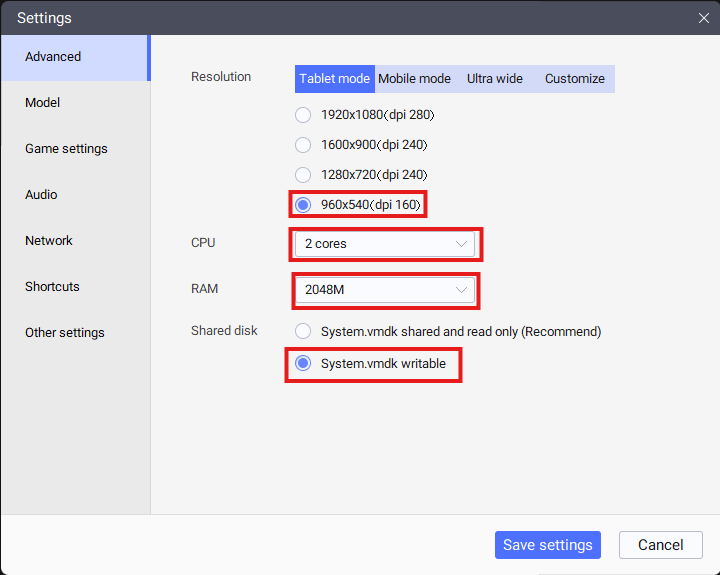 Settings
Advanced
Model
Game settings
Audio
Network
Shortcuts
Other settings
Resolution
Tablet mode Mobile mode Ultra wide Customize
1920x1080(dpi 280)
1600x900(dpi 240)
1280x720(dpi 240)
960x540(dpi 160)
CPU
2 cores
RAM
2048M
Shared disk
System.vmdk shared and read only (Recommend)
System.vmdk writable
Save settings
Cancel